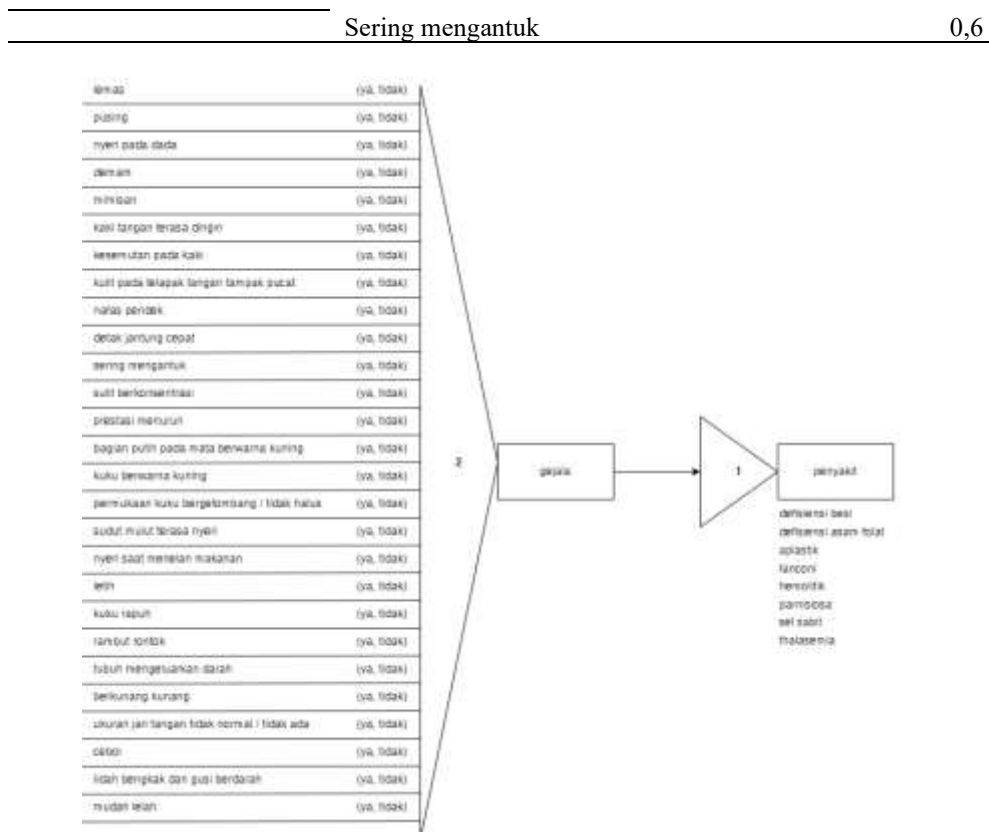 Sering mengantuk 0,6
lemas (ya, tidak)
pusing (ya, tidak)
nyeri pada dada (ya, tidak)
demam (ya, tidak)
mimisan (ya, tidak)
kaki tangan terasa dingin (ya, tidak)
kesemutan pada kaki (ya, tidak)
kulit pada telapak tangan tampak pucat (ya, tidak)
nafas pendek (ya, tidak)
detak jantung cepat (ya, tidak)
sering mengantuk (ya, tidak)
sulit berkonsentrasi (ya, tidak)
prestasi menurun (ya, tidak)
bagian putih pada mata berwarna kuning (ya, tidak)
kuku berwarna kuning (ya, tidak)
permukaan kuku bergelombang / tidak halus (ya, tidak)
sudut mulut terasa nyeri (ya, tidak)
nyeri saat menelan makanan (ya, tidak)
letih (ya, tidak)
kuku rapuh (ya, tidak)
rambut rontok (ya, tidak)
tubuh mengeluarkan darah (ya, tidak)
berkunang kunang (ya, tidak)
ukuran jari tangan tidak normal / tidak ada (ya, tidak)
cebol (ya, tidak)
lidah bengkak dan gusi berdarah (ya, tidak)
mudah lelah (ya, tidak)
gejala
1
penyakit
defisiensi besi
defisensi asam folat
aplastik
fanconi
hemolitik
pernisiosa
sel sabit
thalasemia